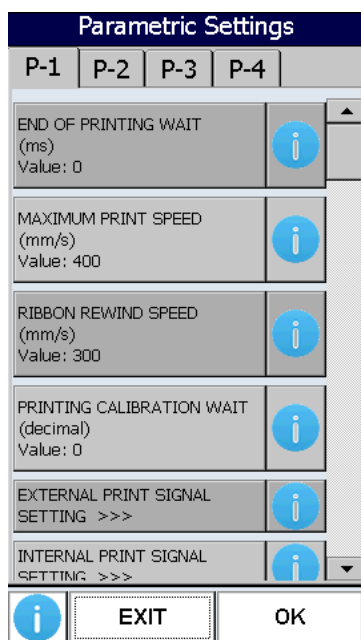 Parametric Settings
P-1 P-2 P-3 P-4
END OF PRINTING WAIT
(ms)
Value: 0
MAXIMUM PRINT SPEED
(mm/s)
Value: 400
RIBBON REWIND SPEED
(mm/s)
Value: 300
PRINTING CALIBRATION WAIT
(decimal)
Value: 0
EXTERNAL PRINT SIGNAL
SETTING >>>
INTERNAL PRINT SIGNAL
SETTING >>>
EXIT OK